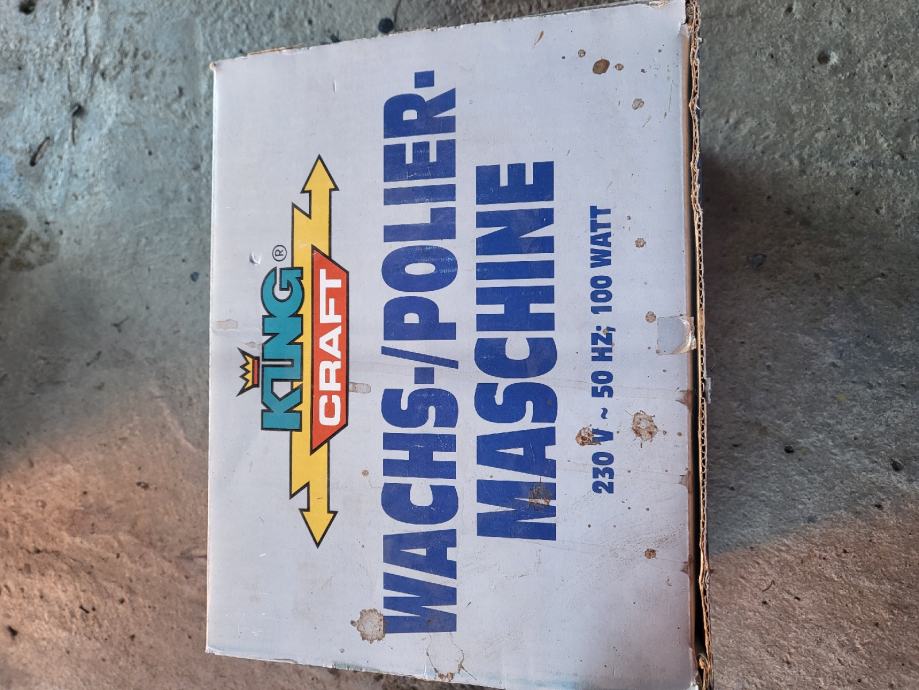 KING®
CRAFT
WACHS-/POLIER-
MASCHINE
230 V ~ 50 HZ; 100 WATT